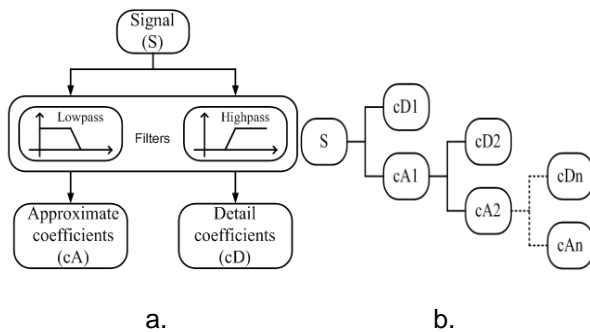 Signal
(S)
Lowpass
Filters
Highpass
Approximate
coefficients
(cA)
Detail
coefficients
(cD)
S
cD1
cA1
cD2
cA2
cDn
cAn
a.
b.